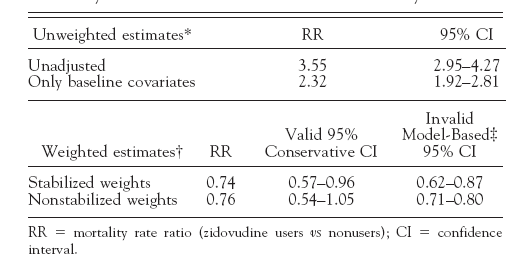 Unweighted estimates* RR 95% CI
Unadjusted 3.55 2.95–4.27
Only baseline covariates 2.32 1.92–2.81
Invalid
Valid 95% Model-Based‡
Weighted estimates† RR Conservative CI 95% CI
Stabilized weights 0.74 0.57–0.96 0.62–0.87
Nonstabilized weights 0.76 0.54–1.05 0.71–0.80
RR = mortality rate ratio (zidovudine users vs nonusers); CI = confidence
interval.